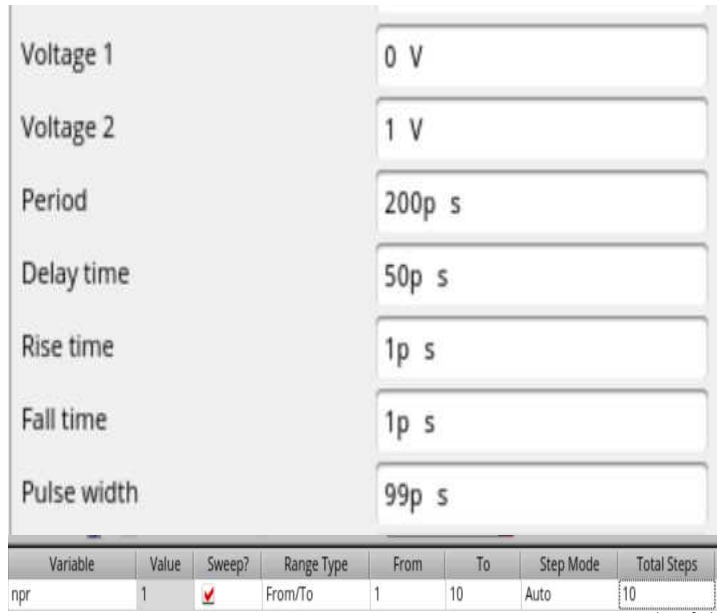 Voltage 1 0 V
Voltage 2 1 V
Period 200p s
Delay time 50p s
Rise time 1p s
Fall time 1p s
Pulse width 99p s
Variable Value Sweep? Range Type From To Step Mode Total Steps
npr 1 From/To 1 10 Auto 10